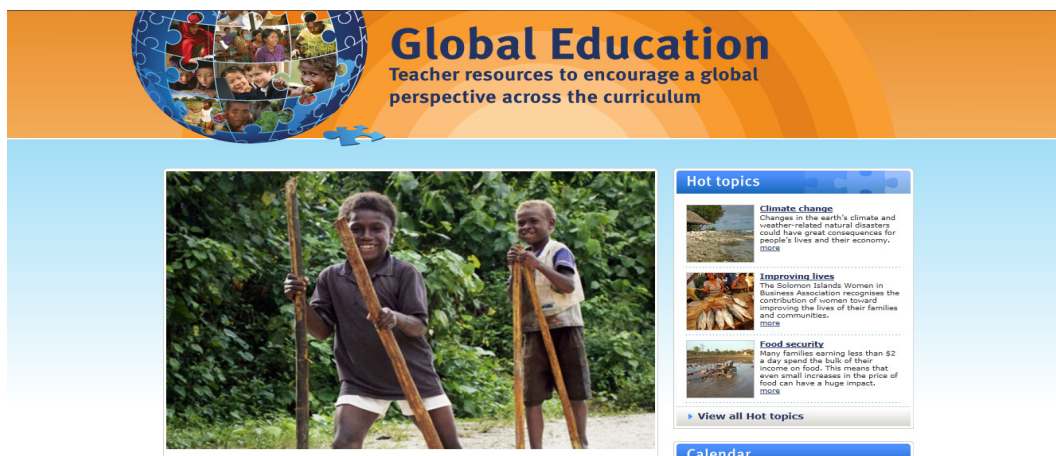 Global Education
Teacher resources to encourage a global
perspective across the curriculum
Hot topics
Climate change
Changes in the earth's climate and
weather-related natural disasters
could have great consequences for
people's lives and their economy.
more
Improving lives
The Solomon Islands Women in
Business Association recognises the
contribution of women toward
improving the lives of their families
and communities.
more
Food security
Many families earning less than $2
a day spend the bulk of their
income on food. This means that
even small increases in the price of
food can have a huge impact.
more
View all Hot topics
Calendar